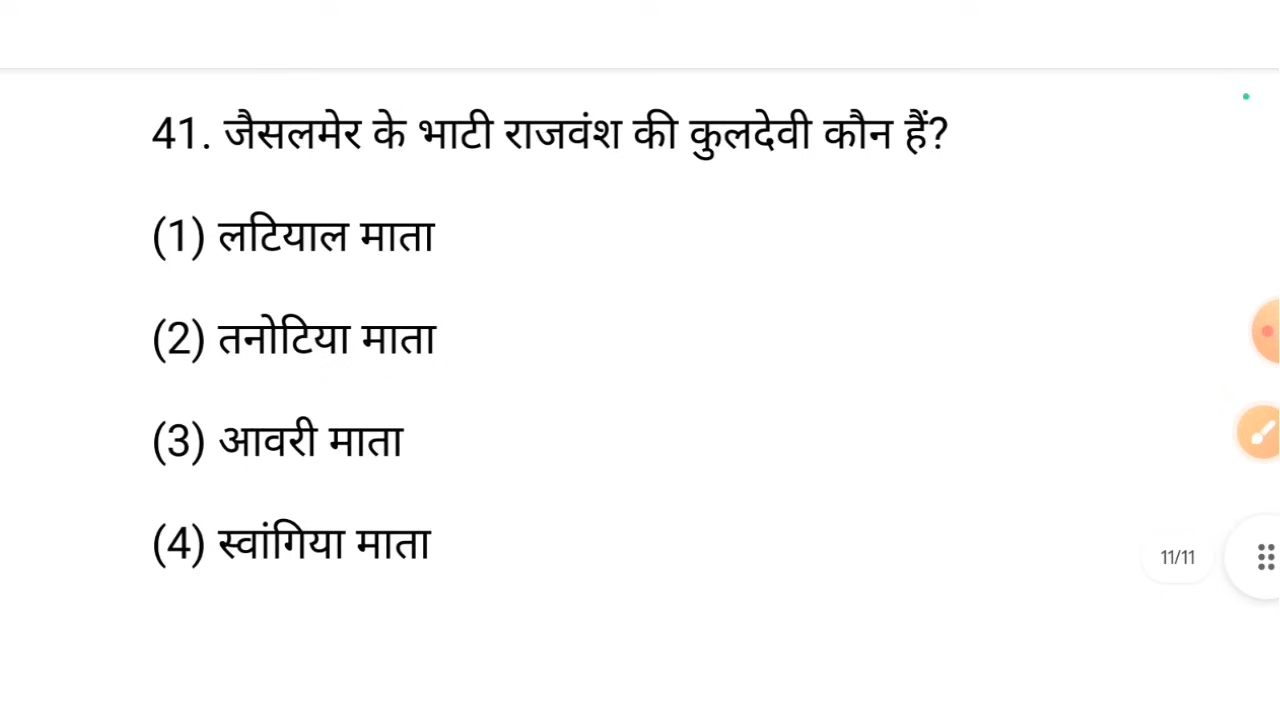 41. जैसलमेर के भाटी राजवंश की कुलदेवी कौन हैं?
(1) लटियाल माता
(2) तनोटिया माता
(3) आवरी माता
(4) स्वांगिया माता
11/11